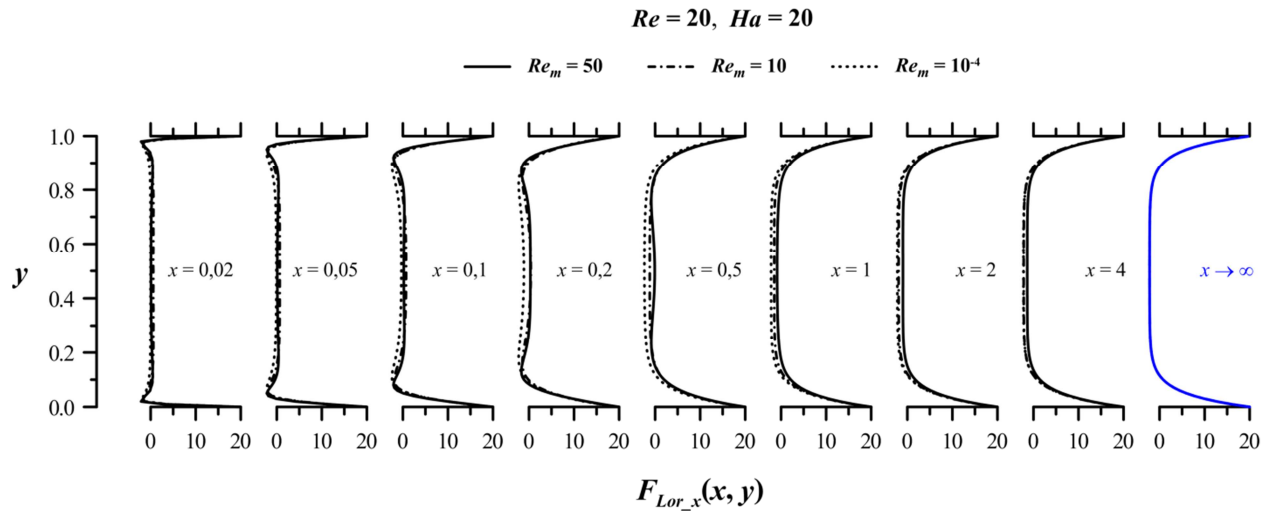 Re = 20, Ha = 20
Re_m = 50 Re_m = 10 Re_m = 10^-4
1.0
0.8
0.6
y x = 0,02 x = 0,05 x = 0,1 x = 0,2 x = 0,5 x = 1 x = 2 x = 4 x → ∞
0.4
0.2
0.0
0 10 20 0 10 20 0 10 20 0 10 20 0 10 20 0 10 20 0 10 20 0 10 20 0 10 20
F_Lor_x(x, y)